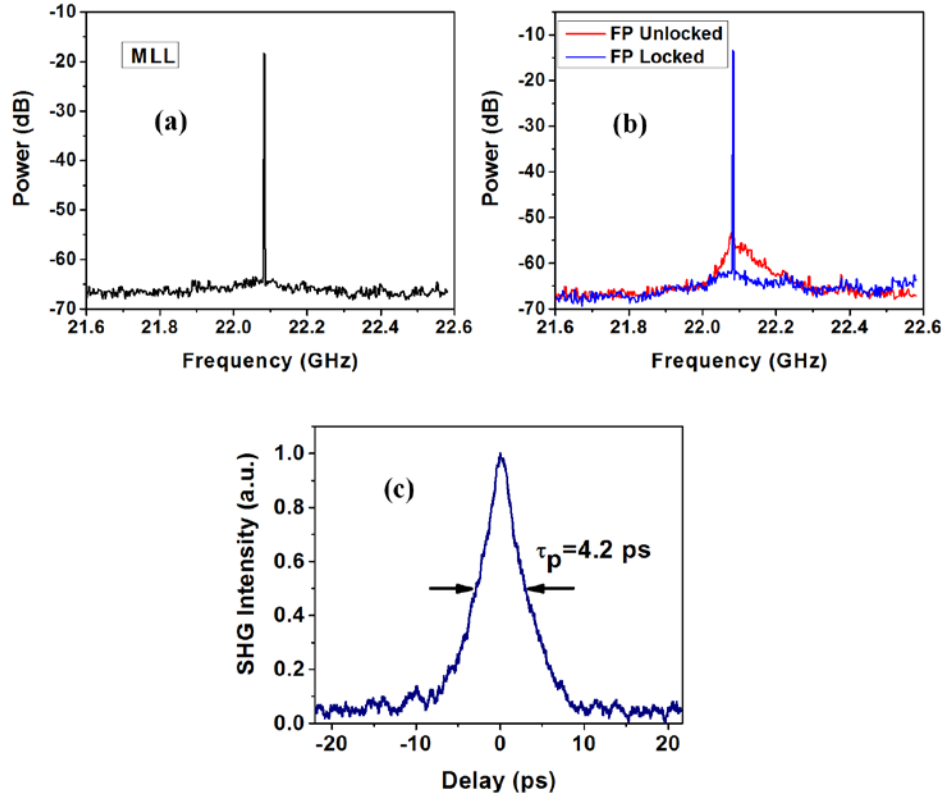 -10
-20
-30
-40
-50
-60
-70
Power (dB)
MLL
(a)
21.6 21.8 22.0 22.2 22.4 22.6
Frequency (GHz)
-10
-20
-30
-40
-50
-60
-70
Power (dB)
FP Unlocked
FP Locked
(b)
21.6 21.8 22.0 22.2 22.4 22.6
Frequency (GHz)
1.0
0.8
0.6
0.4
0.2
0.0
SHG Intensity (a.u.)
(c)
τp=4.2 ps
-20 -10 0 10 20
Delay (ps)